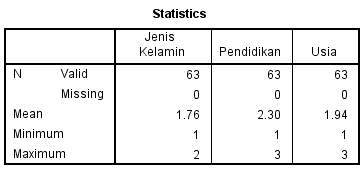 Statistics
Jenis Kelamin Pendidikan Usia
N Valid 63 63 63
Missing 0 0 0
Mean 1.76 2.30 1.94
Minimum 1 1 1
Maximum 2 3 3